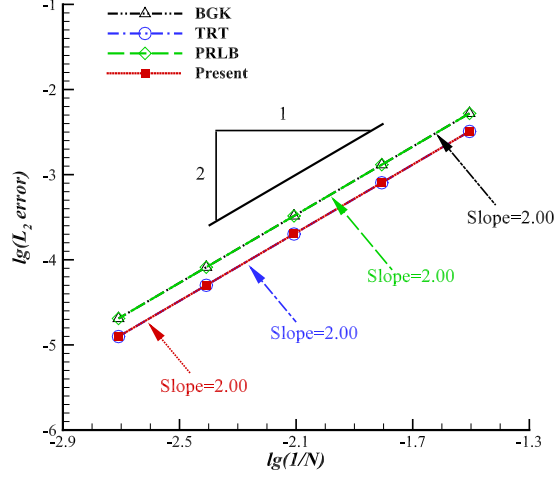 BGK
TRT
PRLB
Present
-1
-2
-3
-4
-5
-6
lg(L2 error)
1
2
Slope=2.00
Slope=2.00
Slope=2.00
Slope=2.00
-2.9
-2.5
-2.1
-1.7
-1.3
lg(1/N)